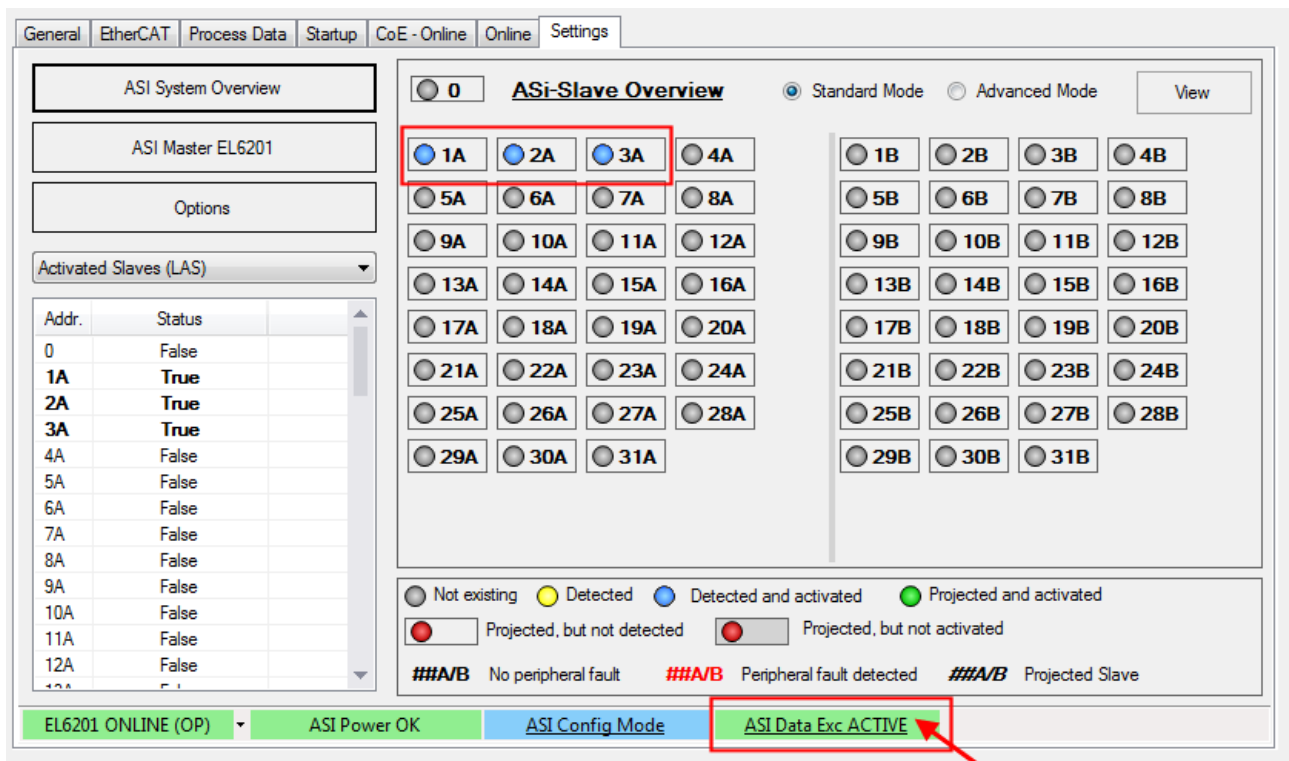 General EtherCAT Process Data Startup CoE - Online Online Settings
ASI System Overview
ASI Master EL6201
Options
Activated Slaves (LAS)
Addr. Status
0 False
1A True
2A True
3A True
4A False
5A False
6A False
7A False
8A False
9A False
10A False
11A False
12A False
0 ASi-Slave Overview Standard Mode Advanced Mode View
1A 2A 3A 4A 1B 2B 3B 4B
5A 6A 7A 8A 5B 6B 7B 8B
9A 10A 11A 12A 9B 10B 11B 12B
13A 14A 15A 16A 13B 14B 15B 16B
17A 18A 19A 20A 17B 18B 19B 20B
21A 22A 23A 24A 21B 22B 23B 24B
25A 26A 27A 28A 25B 26B 27B 28B
29A 30A 31A 29B 30B 31B
Not existing Detected Detected and activated Projected and activated
Projected, but not detected Projected, but not activated
##A/B No peripheral fault ##A/B Peripheral fault detected ##A/B Projected Slave
EL6201 ONLINE (OP) ASI Power OK ASI Config Mode ASI Data Exc ACTIVE